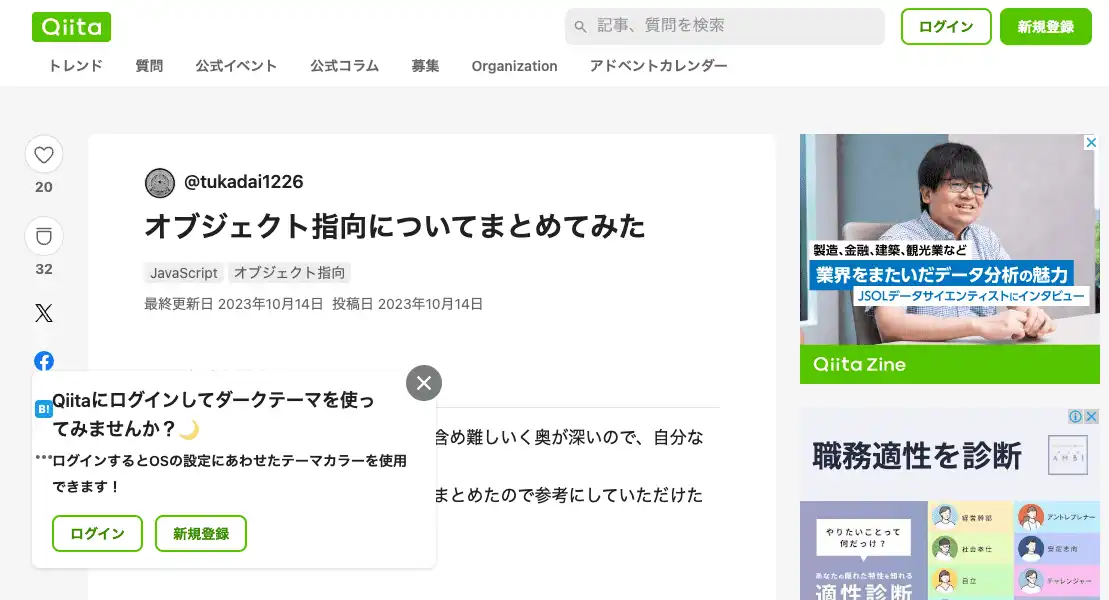 Qiita
記事、質問を検索
ログイン
新規登録
トレンド
質問
公式イベント
公式コラム
募集
Organization
アドベントカレンダー
20
32
@tukadai1226
オブジェクト指向についてまとめてみた
JavaScript
オブジェクト指向
最終更新日 2023年10月14日 投稿日 2023年10月14日
含め難しいく奥が深いので、自分な
まとめたので参考にしていただけた
B!
Qiitaにログインしてダークテーマを使っ
てみませんか？🌙
ログインするとOSの設定にあわせたテーマカラーを使用
できます！
ログイン
新規登録
製造、金融、建築、観光業など
業界をまたいだデータ分析の魅力
JSOLデータサイエンティストにインタビュー
Qiita Zine
職務適性を診断
AMBI
やりたいことって
何だっけ？
あなたの隠れた特性を知れる
適性診断
経営幹部
アントレプレナー
社会奉仕
安定志向
自立
チャレンジャー